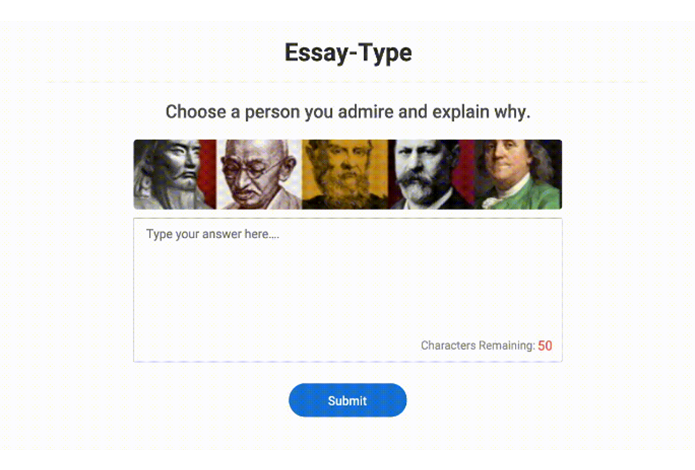 Essay-Type
Choose a person you admire and explain why.
Type your answer here....
Characters Remaining: 50
Submit